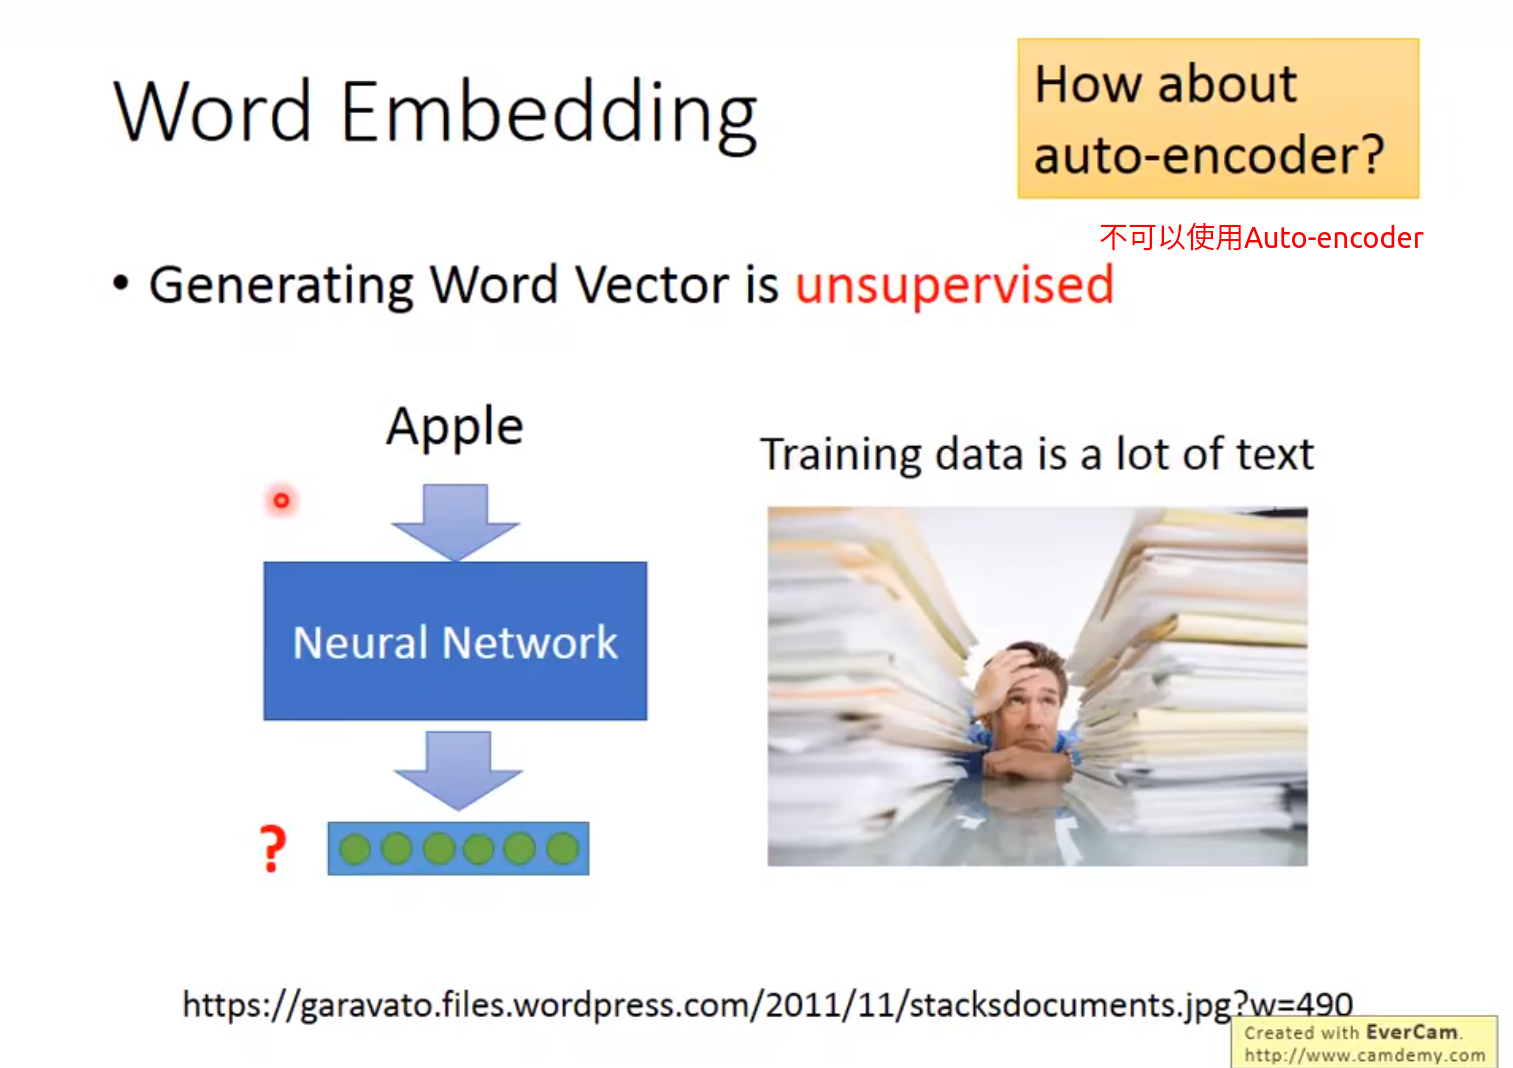 Word Embedding
How about
auto-encoder?
不可以使用Auto-encoder
• Generating Word Vector is unsupervised
Apple
Training data is a lot of text
Neural Network
?
https://garavato.files.wordpress.com/2011/11/stacksdocuments.jpg?w=490
Created with EverCam.
http://www.camdemy.com